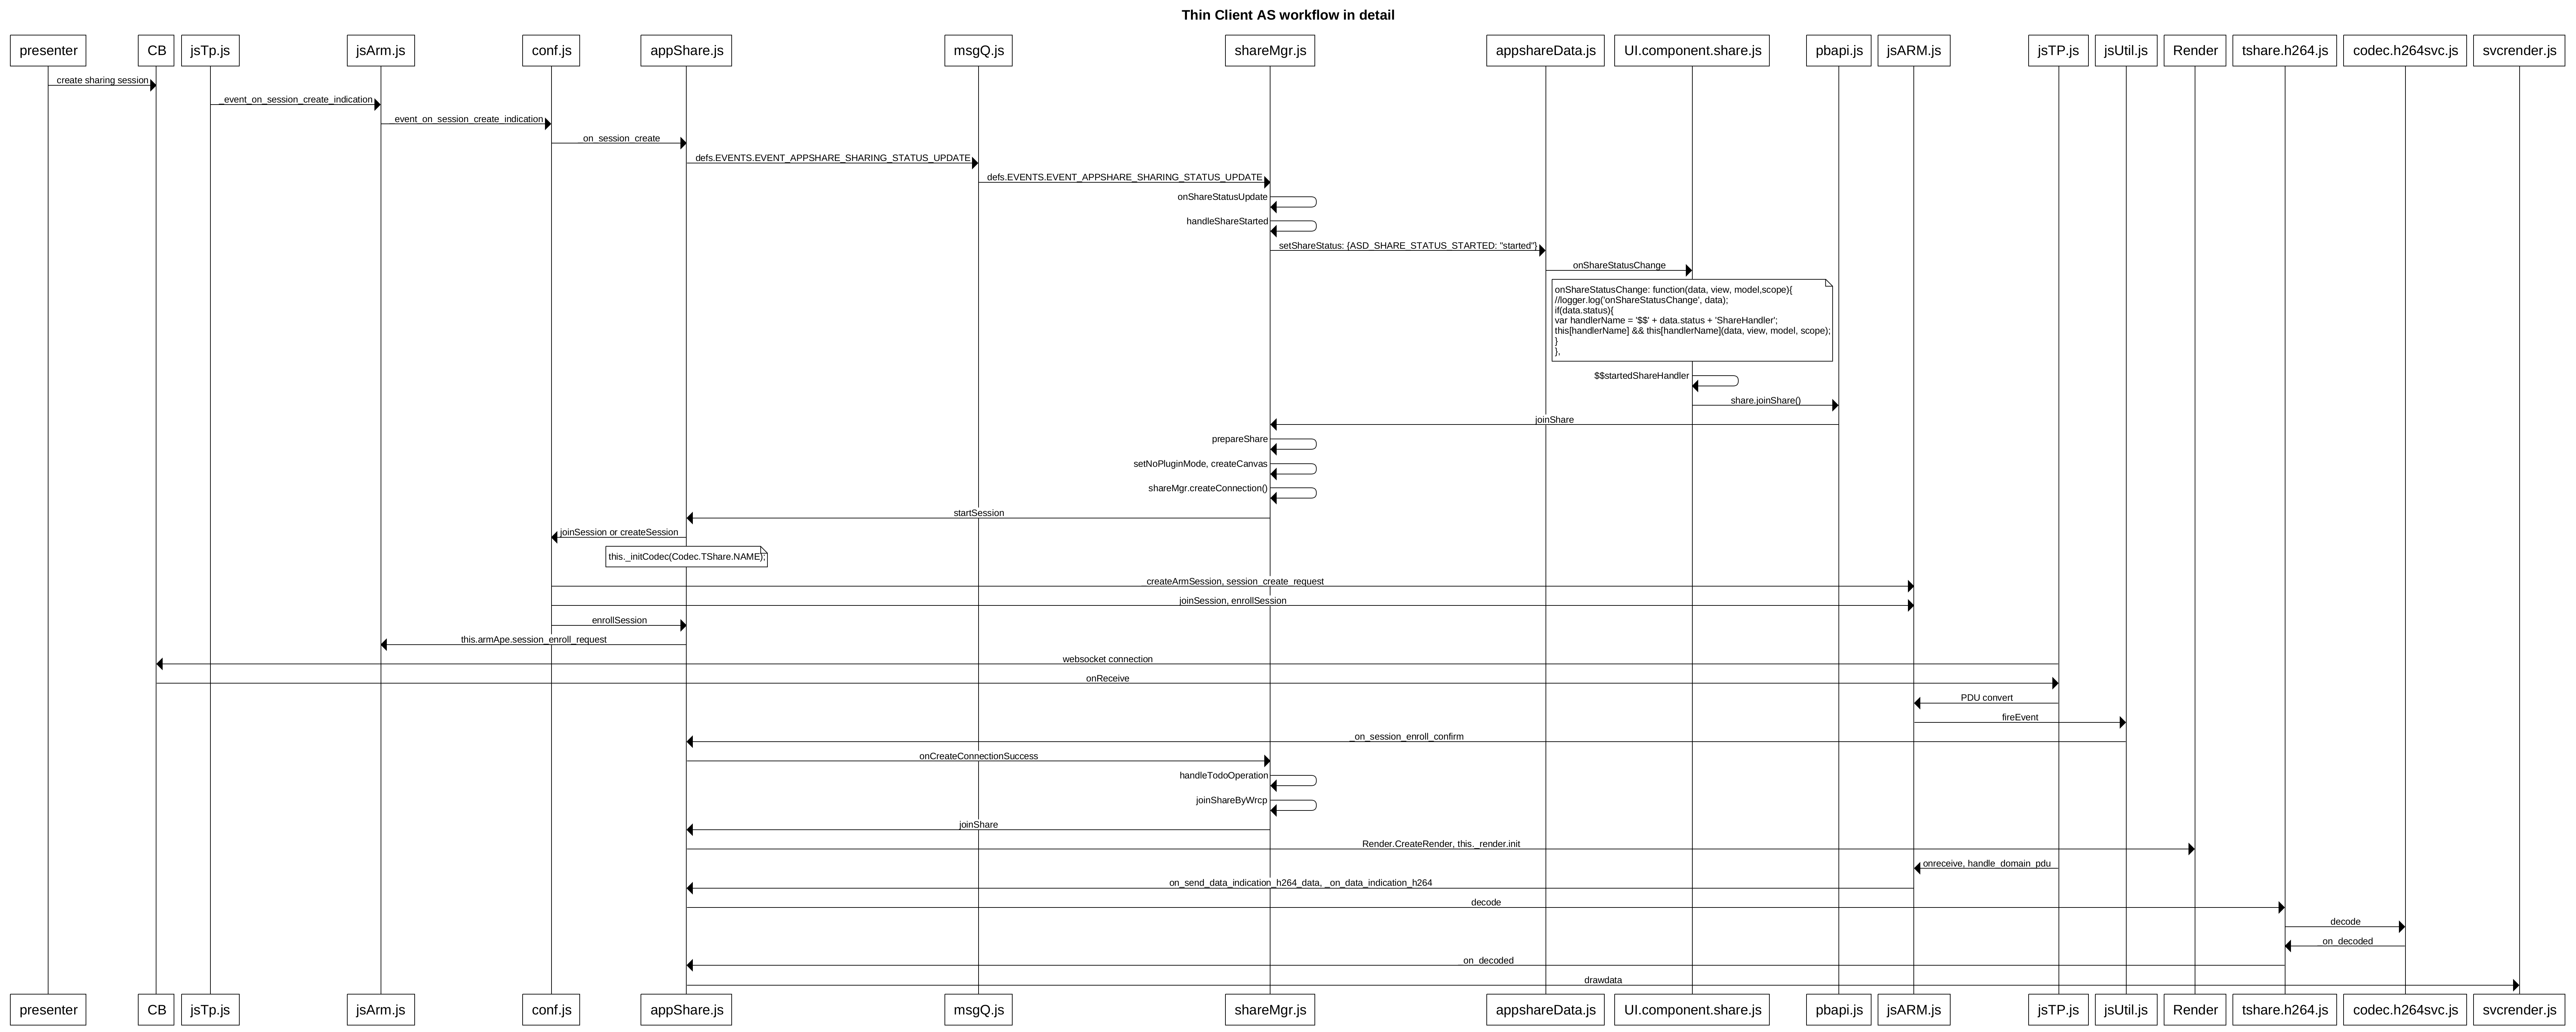 Thin Client AS workflow in detail
presenter
CB
jsTp.js
jsArm.js
conf.js
appShare.js
msgQ.js
shareMgr.js
appshareData.js
UI.component.share.js
pbapi.js
jsARM.js
jsTP.js
jsUtil.js
Render
tshare.h264.js
codec.h264svc.js
svcrender.js
create sharing session
_event_on_session_create_indication
_event_on_session_create_indication
_on_session_create
defs.EVENTS.EVENT_APPSHARE_SHARING_STATUS_UPDATE
defs.EVENTS.EVENT_APPSHARE_SHARING_STATUS_UPDATE
onShareStatusUpdate
handleShareStarted
setShareStatus: {ASD_SHARE_STATUS_STARTED: "started"}
onShareStatusChange
onShareStatusChange: function(data, view, model,scope){
//logger.log('onShareStatusChange', data);
if(data.status){
var handlerName = '$$' + data.status + 'ShareHandler';
this[handlerName] && this[handlerName](data, view, model, scope);
}
},
$$startedShareHandler
share.joinShare()
joinShare
prepareShare
setNoPluginMode, createCanvas
shareMgr.createConnection()
startSession
joinSession or createSession
this._initCodec(Codec.TShare.NAME);
_createArmSession, session_create_request
joinSession, enrollSession
enrollSession
this.armApe.session_enroll_request
websocket connection
onReceive
PDU convert
fireEvent
_on_session_enroll_confirm
onCreateConnectionSuccess
handleTodoOperation
joinShareByWrcp
joinShare
Render.CreateRender, this._render.init
onreceive, handle_domain_pdu
on_send_data_indication_h264_data, _on_data_indication_h264
decode
decode
_on_decoded
_on_decoded
drawdata
presenter
CB
jsTp.js
jsArm.js
conf.js
appShare.js
msgQ.js
shareMgr.js
appshareData.js
UI.component.share.js
pbapi.js
jsARM.js
jsTP.js
jsUtil.js
Render
tshare.h264.js
codec.h264svc.js
svcrender.js